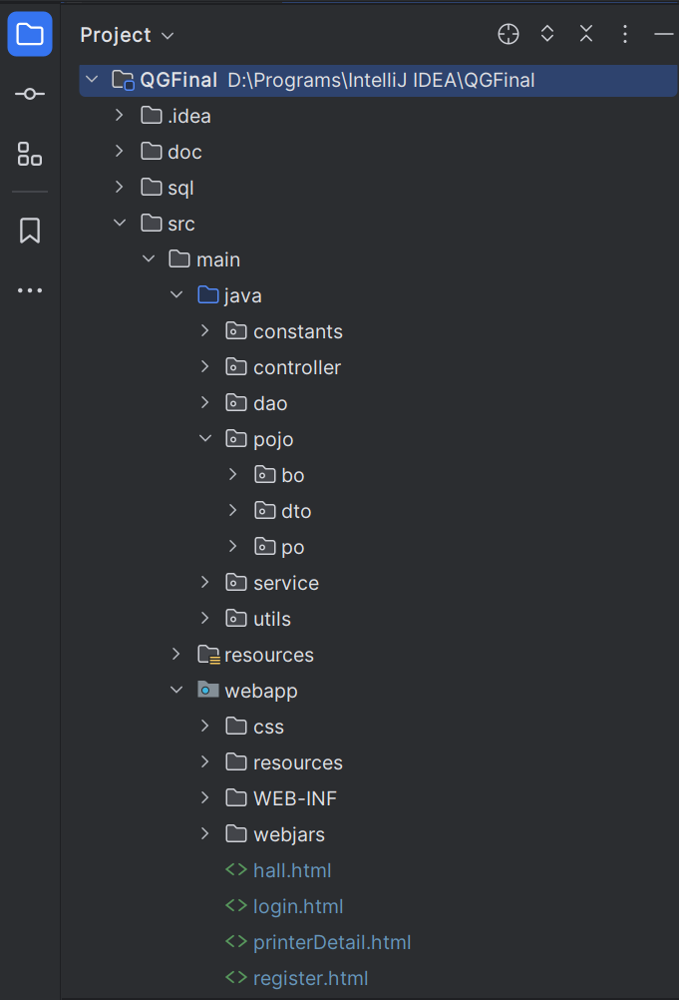 Project
QGFinal D:\Programs\IntelliJ IDEA\QGFinal
.idea
doc
sql
src
main
java
constants
controller
dao
pojo
bo
dto
po
service
utils
resources
webapp
css
resources
WEB-INF
webjars
hall.html
login.html
printerDetail.html
register.html